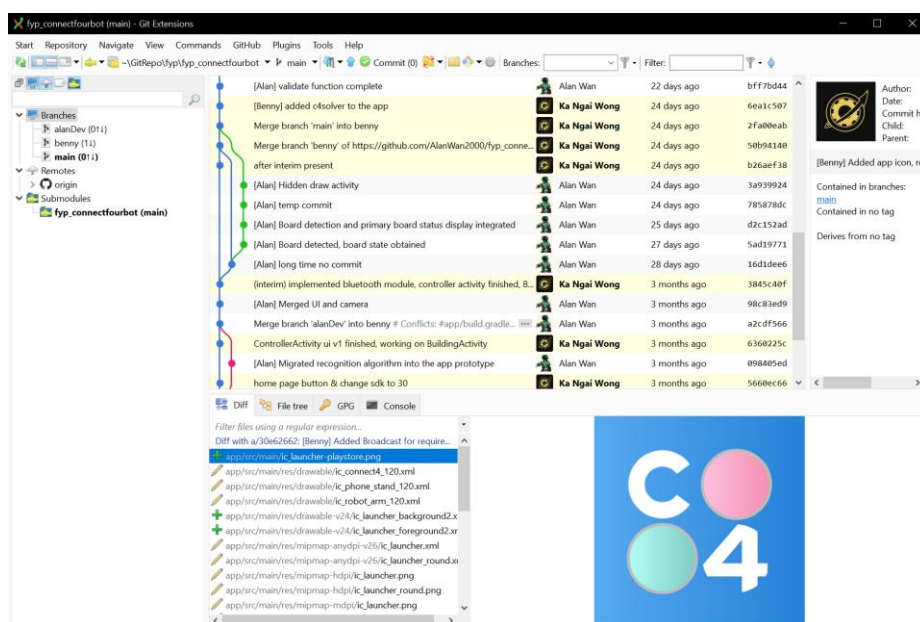 fyp_connectfourbot (main) - Git Extensions
Start Repository Navigate View Commands GitHub Plugins Tools Help
~\GitRepo\fyp\fyp_connectfourbot main Commit (0) Branches: Filter:
Branches
alanDev (0↑↓)
benny (1↓)
main (0↑↓)
Remotes
origin
Submodules
fyp_connectfourbot (main)
[Alan] validate function complete Alan Wan 22 days ago bff7bd44
[Benny] added c4solver to the app Ka Ngai Wong 24 days ago 6ea1c507
Merge branch 'main' into benny Ka Ngai Wong 24 days ago 2fa00eab
Merge branch 'benny' of https://github.com/AlanWan2000/fyp_conne... Ka Ngai Wong 24 days ago 50b94140
after interim present Ka Ngai Wong 24 days ago b26aef38
[Alan] Hidden draw activity Alan Wan 24 days ago 3a939924
[Alan] temp commit Alan Wan 24 days ago 785878dc
[Alan] Board detection and primary board status display integrated Alan Wan 25 days ago d2c152ad
[Alan] Board detected, board state obtained Alan Wan 27 days ago 5ad19771
[Alan] long time no commit Alan Wan 28 days ago 16d1dee6
(interim) implemented bluetooth module, controller activity finished, B... Ka Ngai Wong 3 months ago 3845c40f
[Alan] Merged UI and camera Alan Wan 3 months ago 98c83ed9
Merge branch 'alanDev' into benny # Conflicts: #app/build.gradle... Alan Wan 3 months ago a2cdf566
ControllerActivity ui v1 finished, working on BuildingActivity Ka Ngai Wong 3 months ago 6360225c
[Alan] Migrated recognition algorithm into the app prototype Alan Wan 3 months ago 098405ed
home page button & change sdk to 30 Ka Ngai Wong 3 months ago 5660ec66
Author:
Date:
Commit h
Child:
Parent:
[Benny] Added app icon, r
Contained in branches:
main
Contained in no tag
Derives from no tag
Diff File tree GPG Console
Filter files using a regular expression...
Diff with a/30e62662: [Benny] Added Broadcast for require...
app/src/main/ic_launcher-playstore.png
app/src/main/res/drawable/ic_connect4_120.xml
app/src/main/res/drawable/ic_phone_stand_120.xml
app/src/main/res/drawable/ic_robot_arm_120.xml
app/src/main/res/drawable-v24/ic_launcher_background2.x
app/src/main/res/drawable-v24/ic_launcher_foreground2.xr
app/src/main/res/mipmap-anydpi-v26/ic_launcher.xml
app/src/main/res/mipmap-anydpi-v26/ic_launcher_round.x
app/src/main/res/mipmap-hdpi/ic_launcher.png
app/src/main/res/mipmap-hdpi/ic_launcher_round.png
app/src/main/res/mipmap-mdpi/ic_launcher.png
C
4